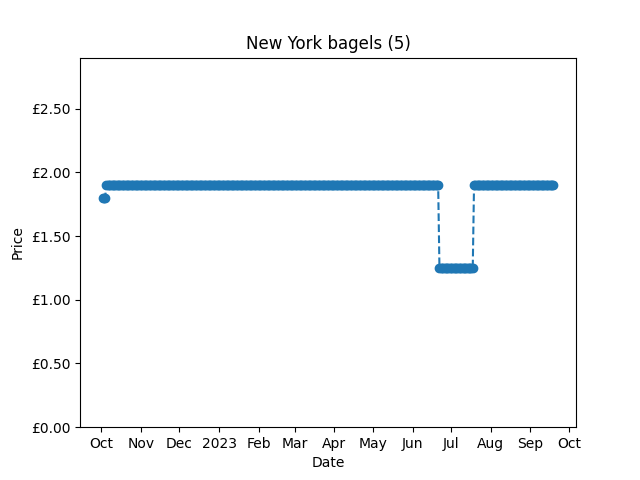 New York bagels (5)
£2.50
£2.00
£1.50
£1.00
£0.50
£0.00
Price
Oct Nov Dec 2023 Feb Mar Apr May Jun Jul Aug Sep Oct
Date